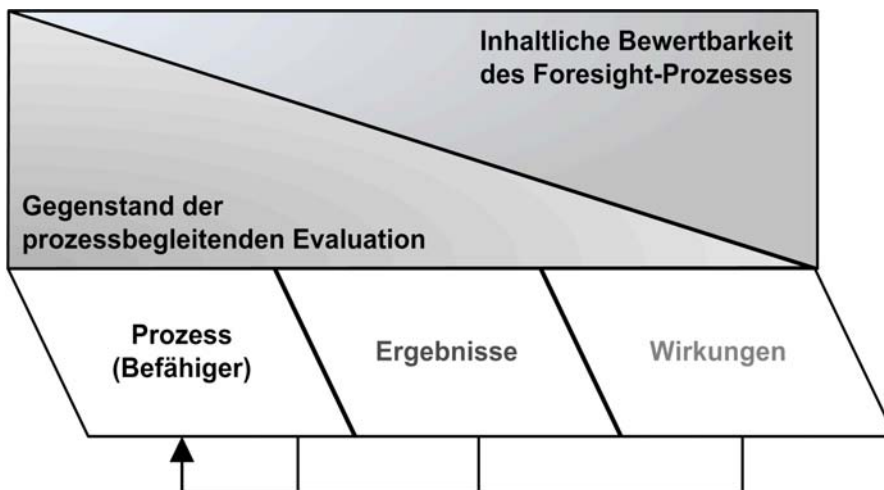 Inhaltliche Bewertbarkeit
des Foresight-Prozesses
Gegenstand der
prozessbegleitenden Evaluation
Prozess
(Befähiger)
Ergebnisse
Wirkungen